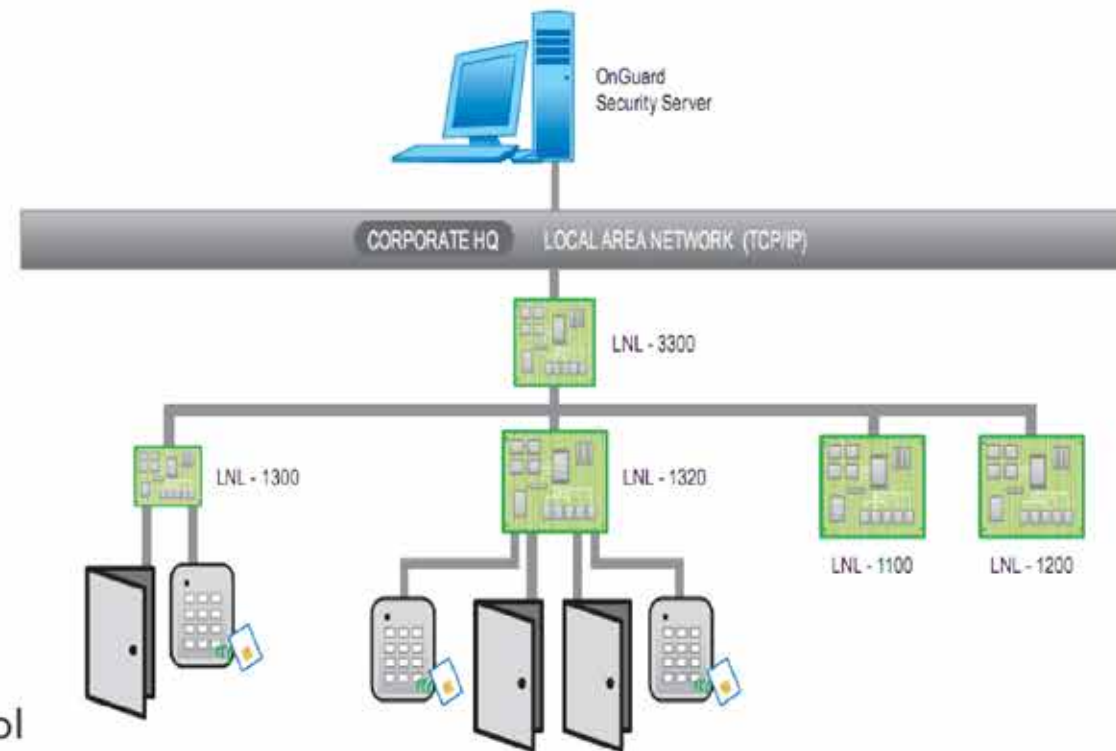 OnGuard
Security Server
CORPORATE HQ LOCAL AREA NETWORK (TCP/IP)
LNL - 3300
LNL - 1300
LNL - 1320
LNL - 1100
LNL - 1200
ol